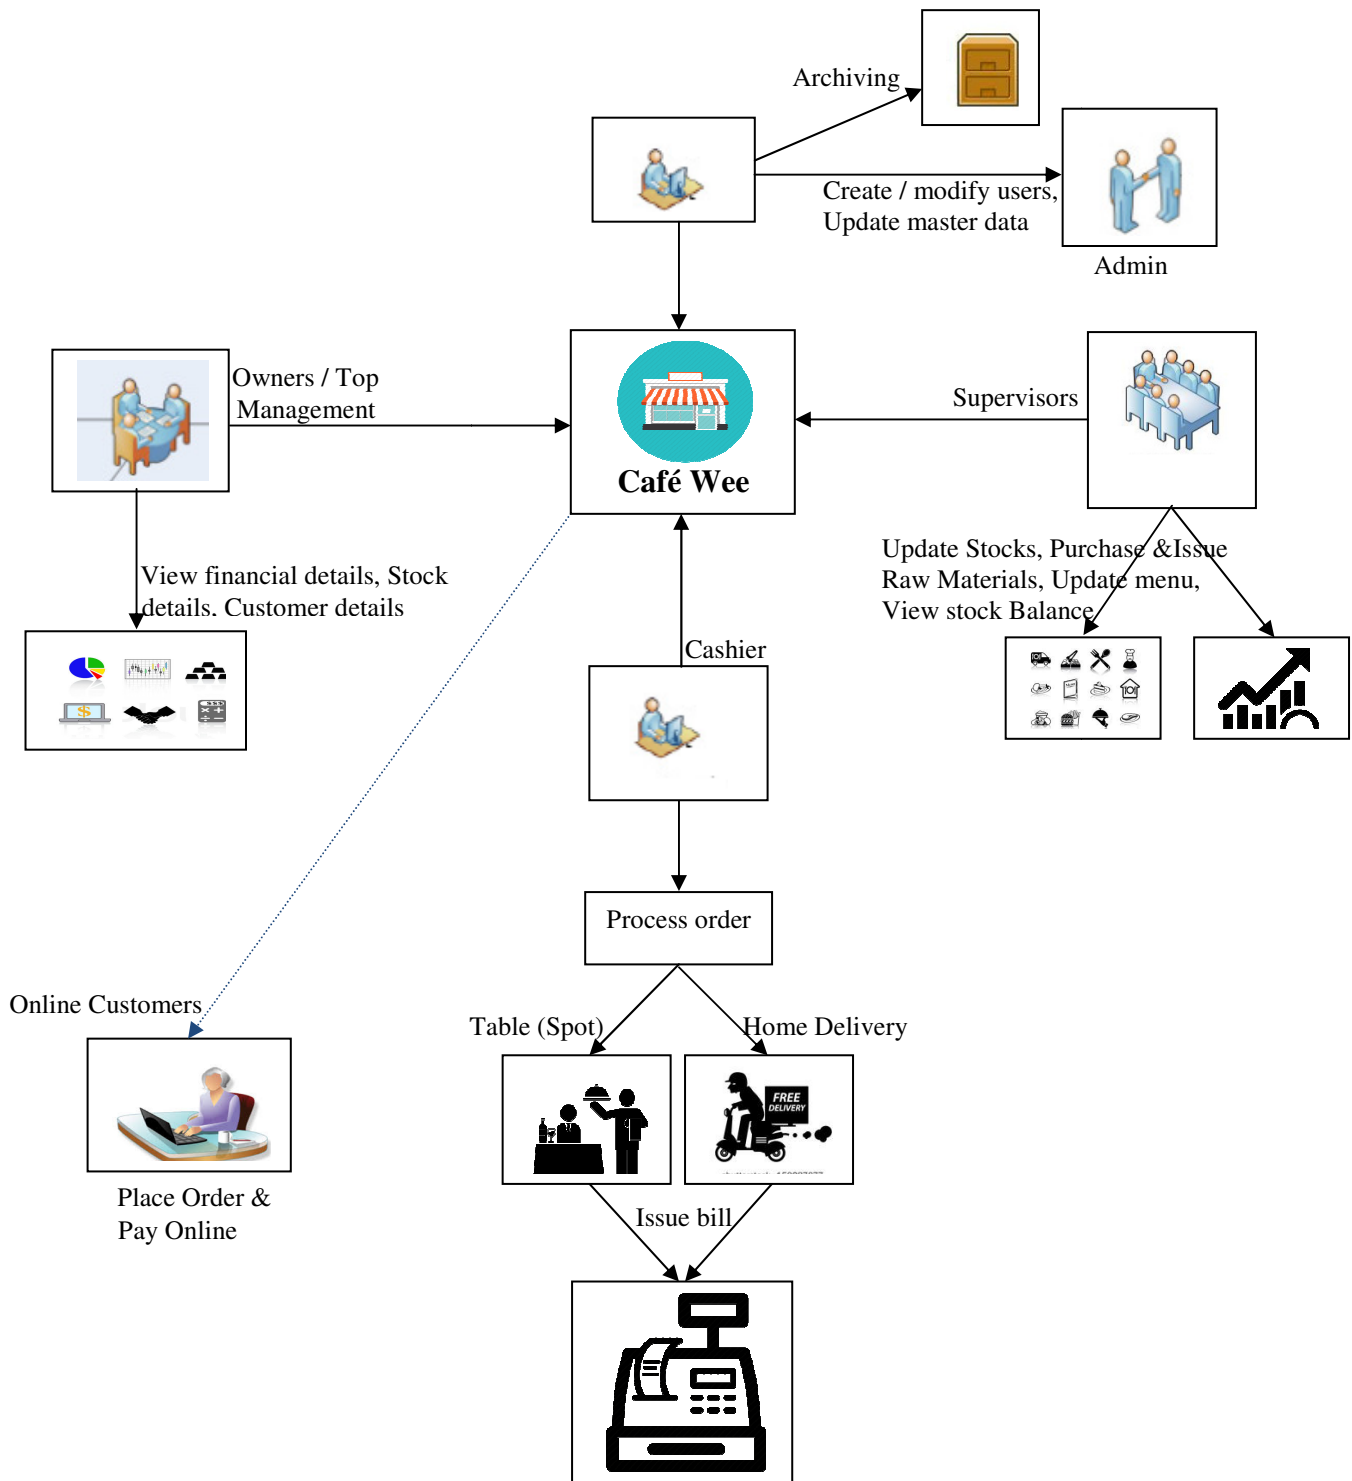 Archiving
Create / modify users,
Update master data
Admin
Owners / Top
Management
Café Wee
Supervisors
View financial details, Stock
details, Customer details
Update Stocks, Purchase &Issue
Raw Materials, Update menu,
View stock Balance
Cashier
Process order
Online Customers
Table (Spot)
Home Delivery
FREE
DELIVERY
Place Order &
Pay Online
Issue bill